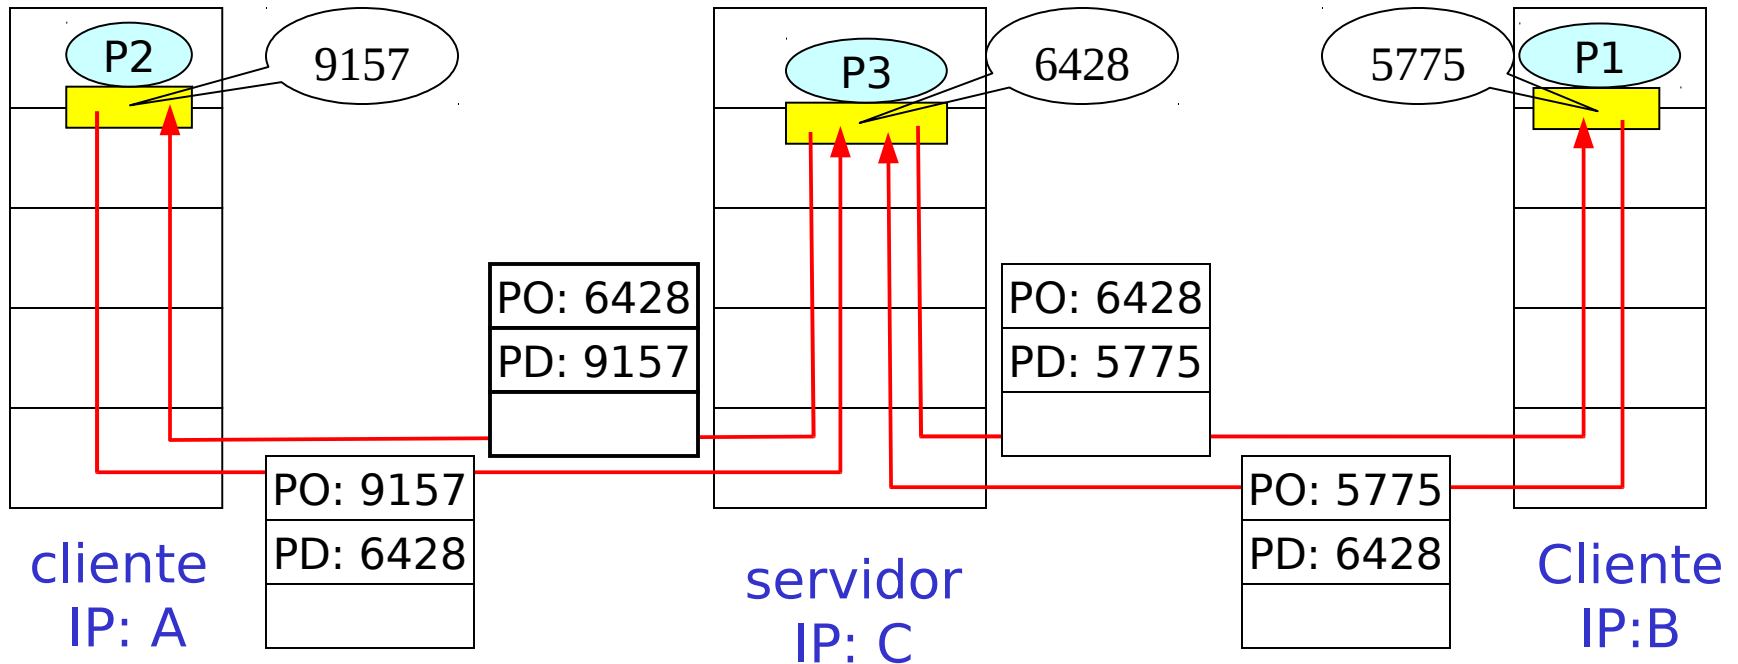 P2
9157
P3
6428
5775
P1
PO: 6428
PD: 9157
PO: 6428
PD: 5775
PO: 9157
PD: 6428
PO: 5775
PD: 6428
cliente
IP: A
servidor
IP: C
Cliente
IP:B